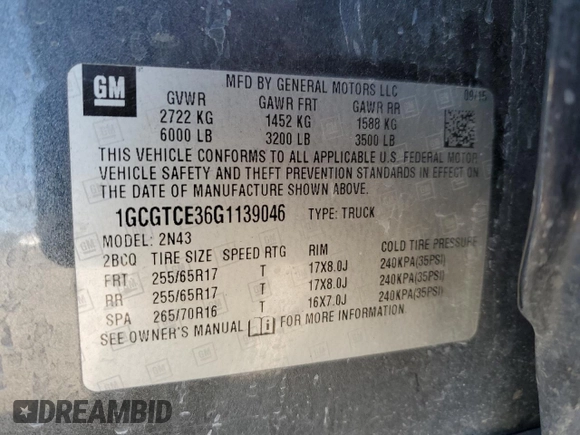 GM
MFD BY GENERAL MOTORS LLC
09/15
GVWR GAWR FRT GAWR RR
2722 KG 1452 KG 1588 KG
6000 LB 3200 LB 3500 LB
THIS VEHICLE CONFORMS TO ALL APPLICABLE U.S. FEDERAL MOTOR
VEHICLE SAFETY AND THEFT PREVENTION STANDARDS IN EFFECT ON
THE DATE OF MANUFACTURE SHOWN ABOVE.
1GCGTCE36G1139046 TYPE: TRUCK
MODEL: 2N43
2BCQ TIRE SIZE SPEED RTG RIM COLD TIRE PRESSURE
FRT 255/65R17 T 17X8.0J 240KPA(35PSI)
RR 255/65R17 T 17X8.0J 240KPA(35PSI)
SPA 265/70R16 T 16X7.0J 240KPA(35PSI)
SEE OWNER'S MANUAL FOR MORE INFORMATION
DREAMBID